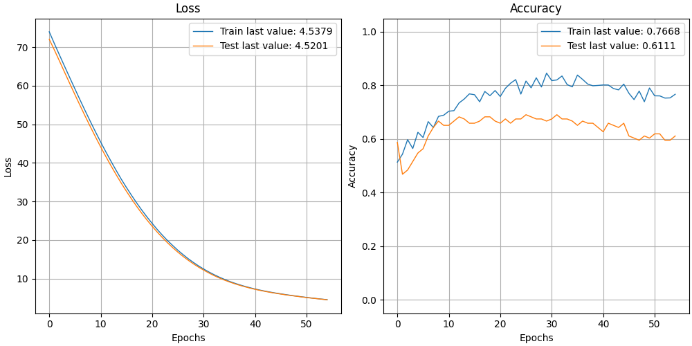 Loss
Train last value: 4.5379
Test last value: 4.5201
70
60
50
40
30
20
10
Loss
0
10
20
30
40
50
Epochs
Accuracy
Train last value: 0.7668
Test last value: 0.6111
1.0
0.8
0.6
0.4
0.2
0.0
Accuracy
0
10
20
30
40
50
Epochs